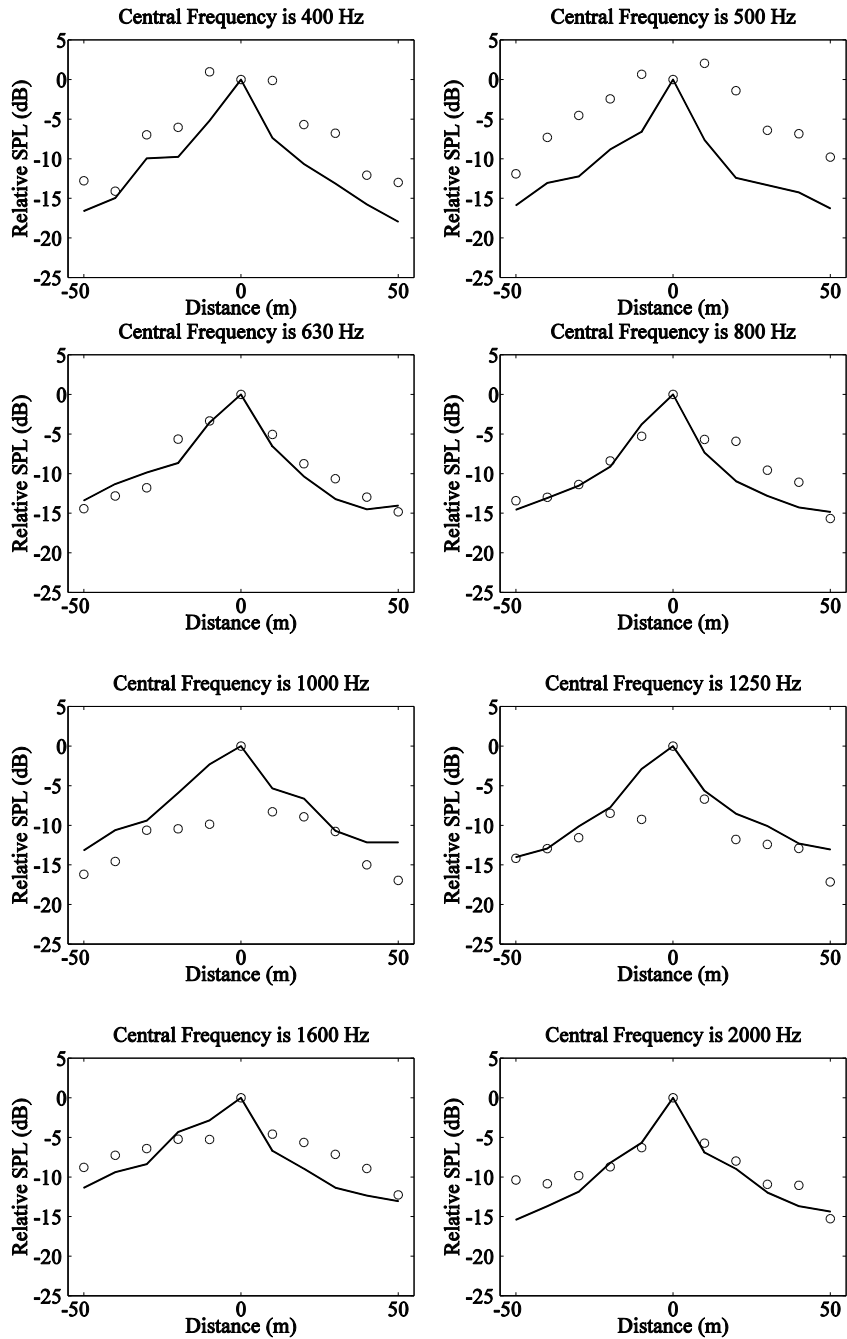 Central Frequency is 400 Hz
5
0
-5
-10
-15
-20
-25
Relative SPL (dB)
-50 0 50
Distance (m)
Central Frequency is 500 Hz
5
0
-5
-10
-15
-20
-25
Relative SPL (dB)
-50 0 50
Distance (m)
Central Frequency is 630 Hz
5
0
-5
-10
-15
-20
-25
Relative SPL (dB)
-50 0 50
Distance (m)
Central Frequency is 800 Hz
5
0
-5
-10
-15
-20
-25
Relative SPL (dB)
-50 0 50
Distance (m)
Central Frequency is 1000 Hz
5
0
-5
-10
-15
-20
-25
Relative SPL (dB)
-50 0 50
Distance (m)
Central Frequency is 1250 Hz
5
0
-5
-10
-15
-20
-25
Relative SPL (dB)
-50 0 50
Distance (m)
Central Frequency is 1600 Hz
5
0
-5
-10
-15
-20
-25
Relative SPL (dB)
-50 0 50
Distance (m)
Central Frequency is 2000 Hz
5
0
-5
-10
-15
-20
-25
Relative SPL (dB)
-50 0 50
Distance (m)